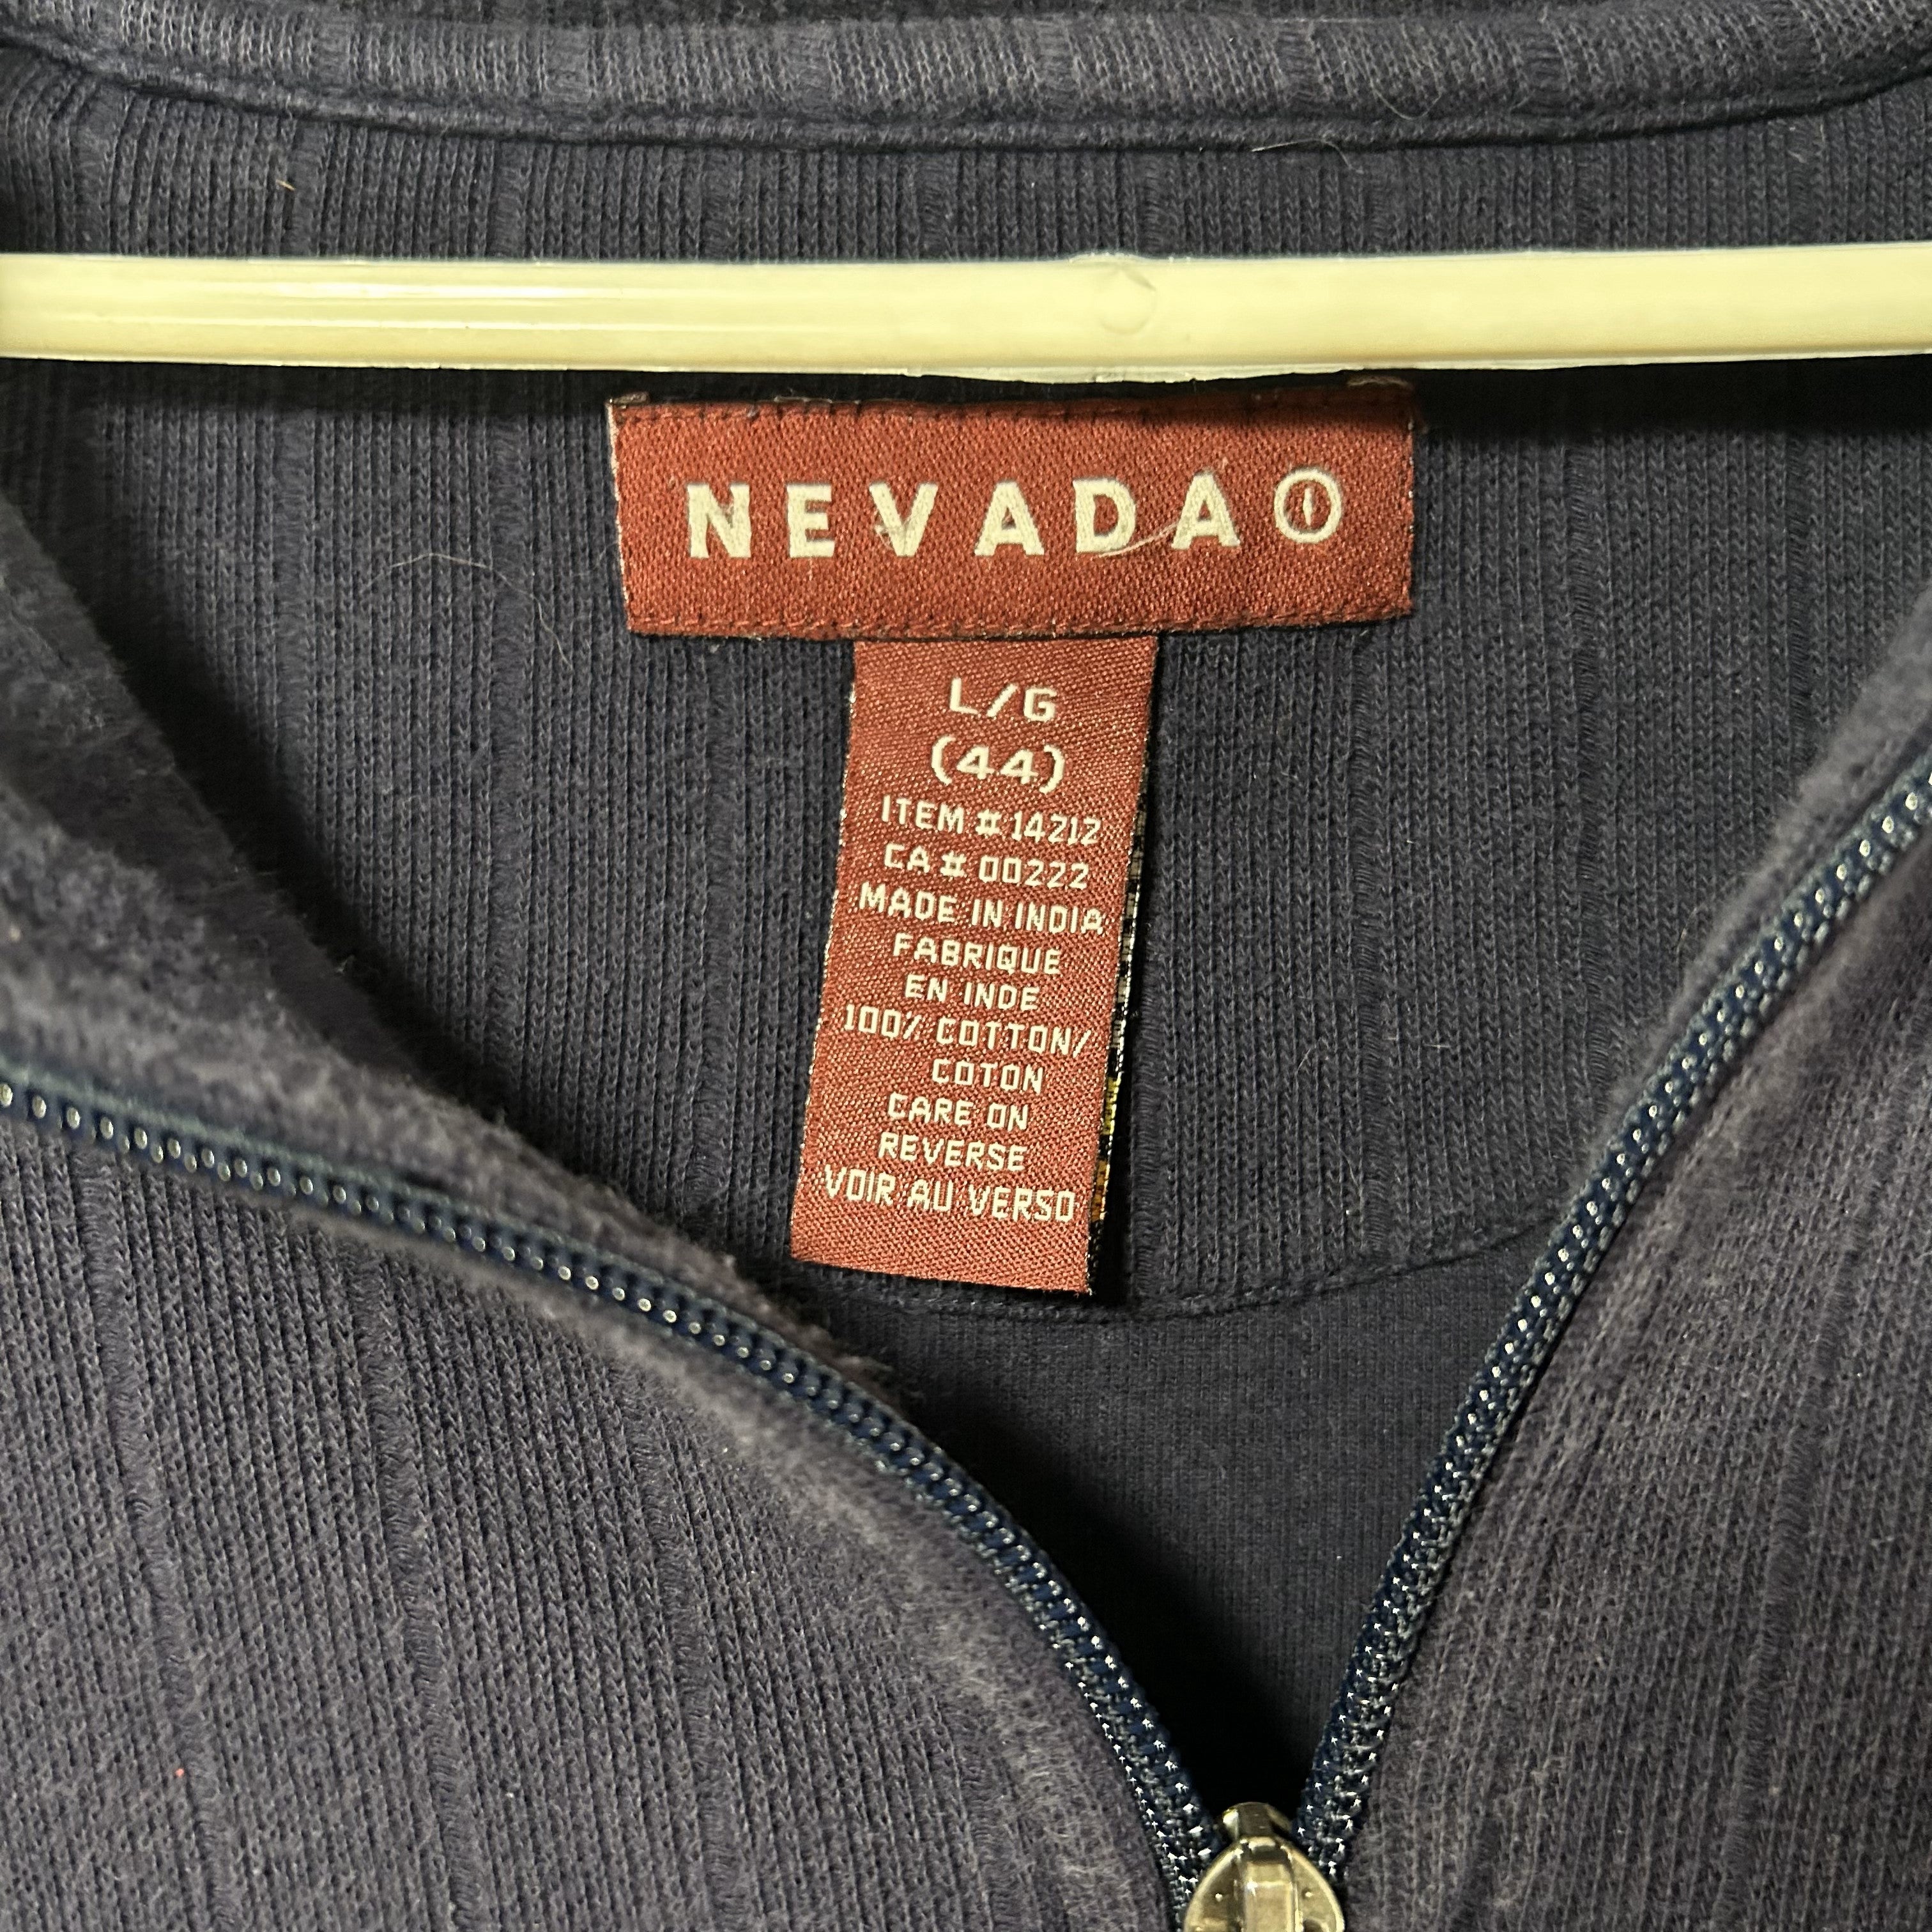 NEVADA
L/G
(44)
ITEM # 14212
CA # 00222
MADE IN INDIA
FABRIQUE
EN INDE
100% COTTON/
COTON
CARE ON
REVERSE
VOIR AU VERSO